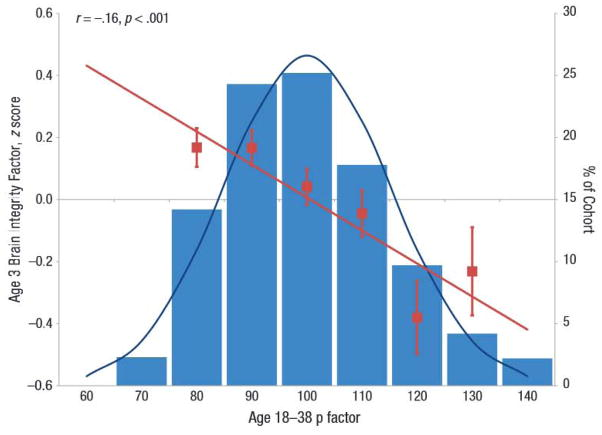 r = –.16, p < .001
0.6
0.4
0.2
0.0
–0.2
–0.4
–0.6
Age 3 Brain Integrity Factor, z score
30
25
20
15
10
5
0
% of Cohort
60 70 80 90 100 110 120 130 140
Age 18–38 p factor